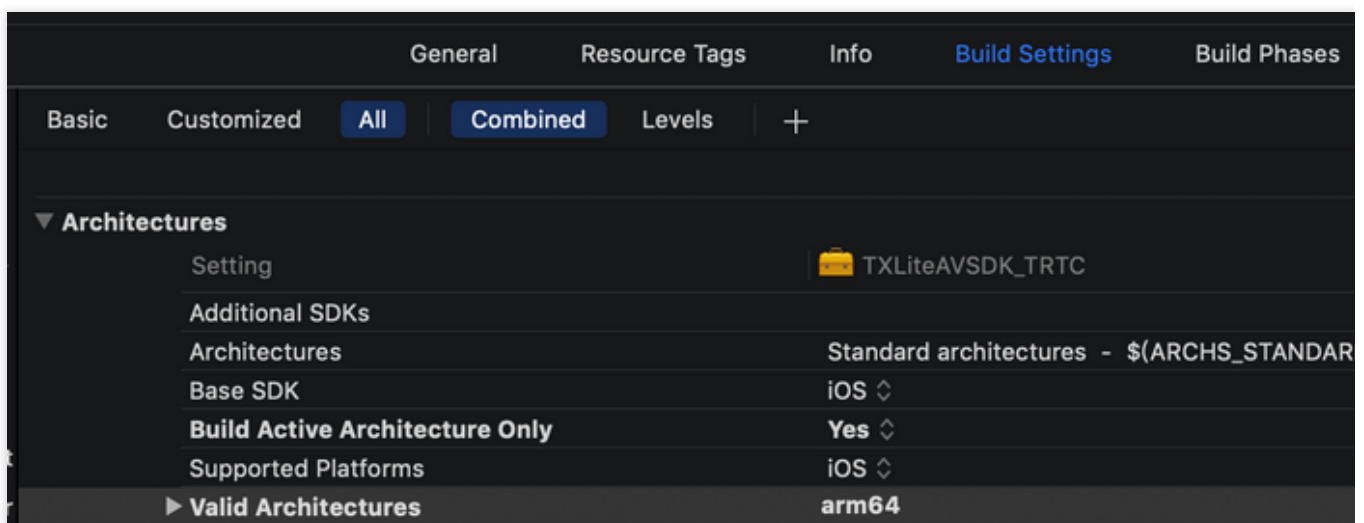 General Resource Tags Info Build Settings Build Phases
Basic Customized All Combined Levels +
Architectures
Setting TXLiteAVSDK_TRTC
Additional SDKs
Architectures Standard architectures - $(ARCHS_STANDAR
Base SDK iOS
Build Active Architecture Only Yes
Supported Platforms iOS
Valid Architectures arm64